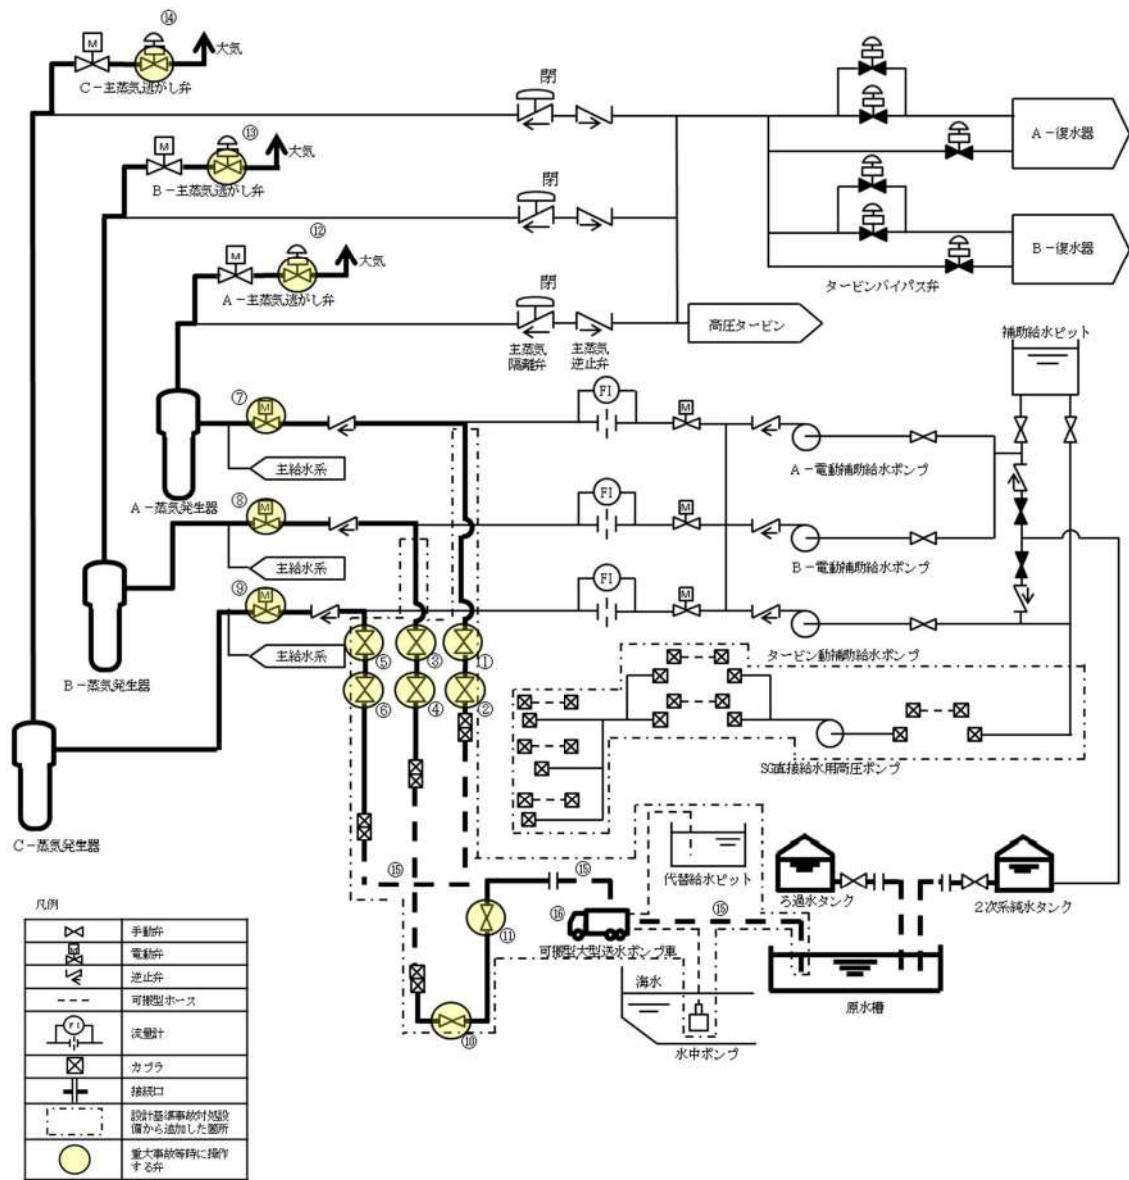 ⑭
M
大気
C－主蒸気逃がし弁
閉
⑬
M
大気
A－復水器
B－主蒸気逃がし弁
閉
⑫
M
大気
B－復水器
A－主蒸気逃がし弁
タービンバイパス弁
閉
高圧タービン
補助給水ピット
主蒸気
隔離弁
主蒸気
逆止弁
⑦
M
FI
M
主給水系
A－電動補助給水ポンプ
A－蒸気発生器
⑧
M
FI
M
主給水系
B－電動補助給水ポンプ
⑨
M
FI
M
主給水系
⑤
③
①
タービン動補助給水ポンプ
B－蒸気発生器
⑥
④
②
SG直接給水用高圧ポンプ
C－蒸気発生器
⑮
⑮
代替給水ピット
ろ過水タンク
2次系純水タンク
⑪
⑯
⑮
可搬型大型送水ポンプ車
海水
原水槽
⑩
水中ポンプ
凡例
手動弁
M
電動弁
逆止弁
可搬型ホース
FI
流量計
カプラ
接続口
設計基準事故対処設
備から追加した箇所
重大事故等時に操作
する弁